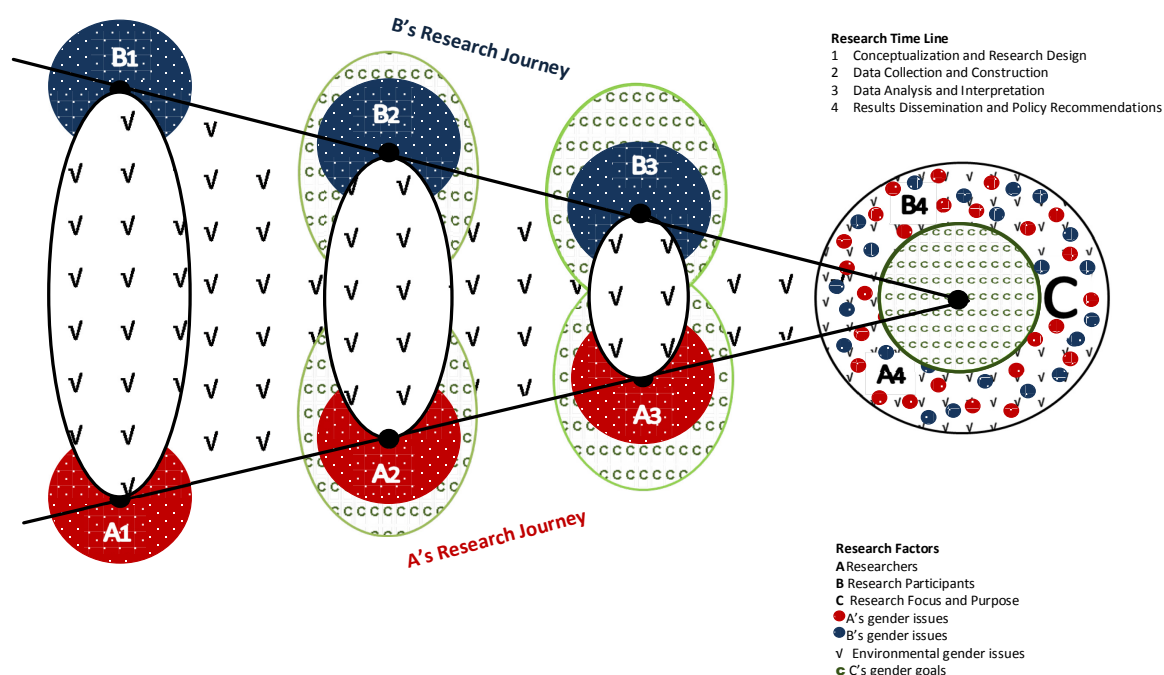 B's Research Journey
B1
B2
B3
B4
C
A4
A3
A2
A1
A's Research Journey
Research Time Line
1 Conceptualization and Research Design
2 Data Collection and Construction
3 Data Analysis and Interpretation
4 Results Dissemination and Policy Recommendations
Research Factors
A Researchers
B Research Participants
C Research Focus and Purpose
A's gender issues
B's gender issues
√ Environmental gender issues
c C's gender goals